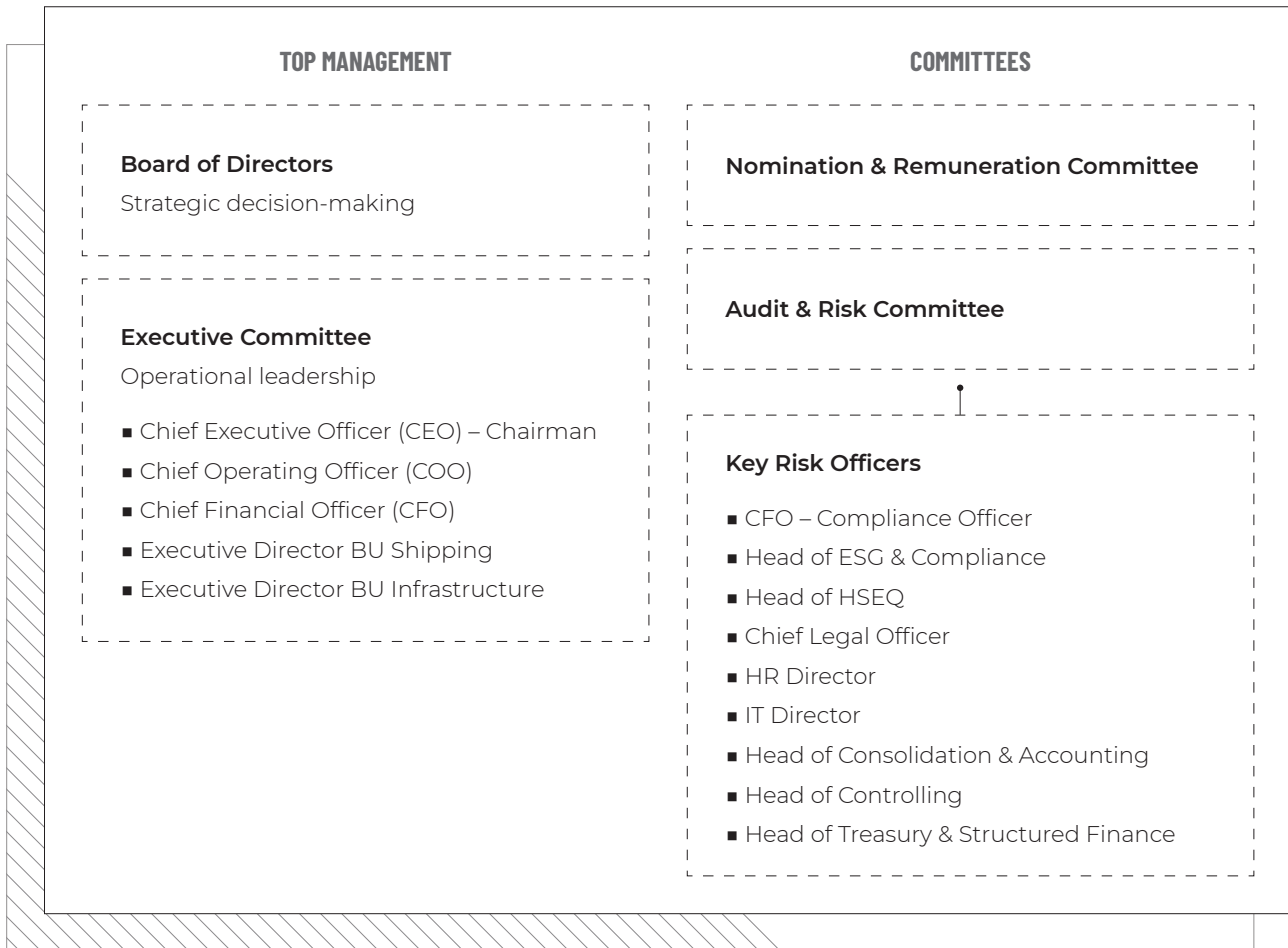 TOP MANAGEMENT
Board of Directors
Strategic decision-making
Executive Committee
Operational leadership
■ Chief Executive Officer (CEO) – Chairman
■ Chief Operating Officer (COO)
■ Chief Financial Officer (CFO)
■ Executive Director BU Shipping
■ Executive Director BU Infrastructure
COMMITTEES
Nomination & Remuneration Committee
Audit & Risk Committee
Key Risk Officers
■ CFO – Compliance Officer
■ Head of ESG & Compliance
■ Head of HSEQ
■ Chief Legal Officer
■ HR Director
■ IT Director
■ Head of Consolidation & Accounting
■ Head of Controlling
■ Head of Treasury & Structured Finance